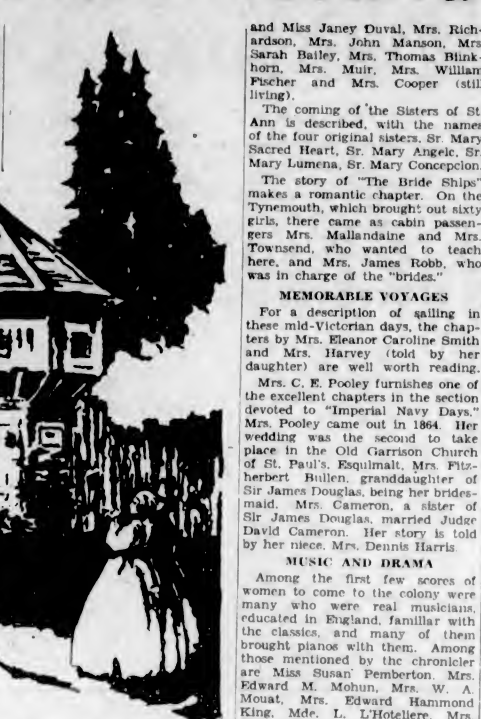 and Miss Janey Duval, Mrs. Rich-
ardson, Mrs. John Manson, Mrs
Sarah Bailey, Mrs. Thomas Blink-
horn, Mrs. Muir, Mrs. William
Fischer and Mrs. Cooper (still
living).
The coming of the Sisters of St
Ann is described, with the names
of the four original sisters, Sr. Mary
Sacred Heart, Sr. Mary Angele, Sr.
Mary Lumena, Sr. Mary Concepcion.
The story of "The Bride Ships"
makes a romantic chapter. On the
Tynemouth, which brought out sixty
girls, there came as cabin passen-
gers Mrs. Mallandaine and Mrs.
Townsend, who wanted to teach
here, and Mrs. James Robb, who
was in charge of the "brides."
MEMORABLE VOYAGES
For a description of sailing in
these mid-Victorian days, the chap-
ters by Mrs. Eleanor Caroline Smith
and Mrs. Harvey (told by her
daughter) are well worth reading.
Mrs. C. E. Pooley furnishes one of
the excellent chapters in the section
devoted to "Imperial Navy Days."
Mrs. Pooley came out in 1864. Her
wedding was the second to take
place in the Old Garrison Church
of St. Paul's, Esquimalt, Mrs. Fitz-
herbert Bullen, granddaughter of
Sir James Douglas, being her brides-
maid. Mrs. Cameron, a sister of
Sir James Douglas, married Judge
David Cameron. Her story is told
by her niece, Mrs. Dennis Harris
MUSIC AND DRAMA
Among the first few scores of
women to come to the colony were
many who were real musicians,
educated in England, familiar with
the classics, and many of them
brought pianos with them. Among
those mentioned by the chronicler
are Miss Susan Pemberton, Mrs.
Edward M. Mohun, Mrs. W. A.
Mouat, Mrs. Edward Hammond
King, Mde. L. L'Hoteliere, Mrs.